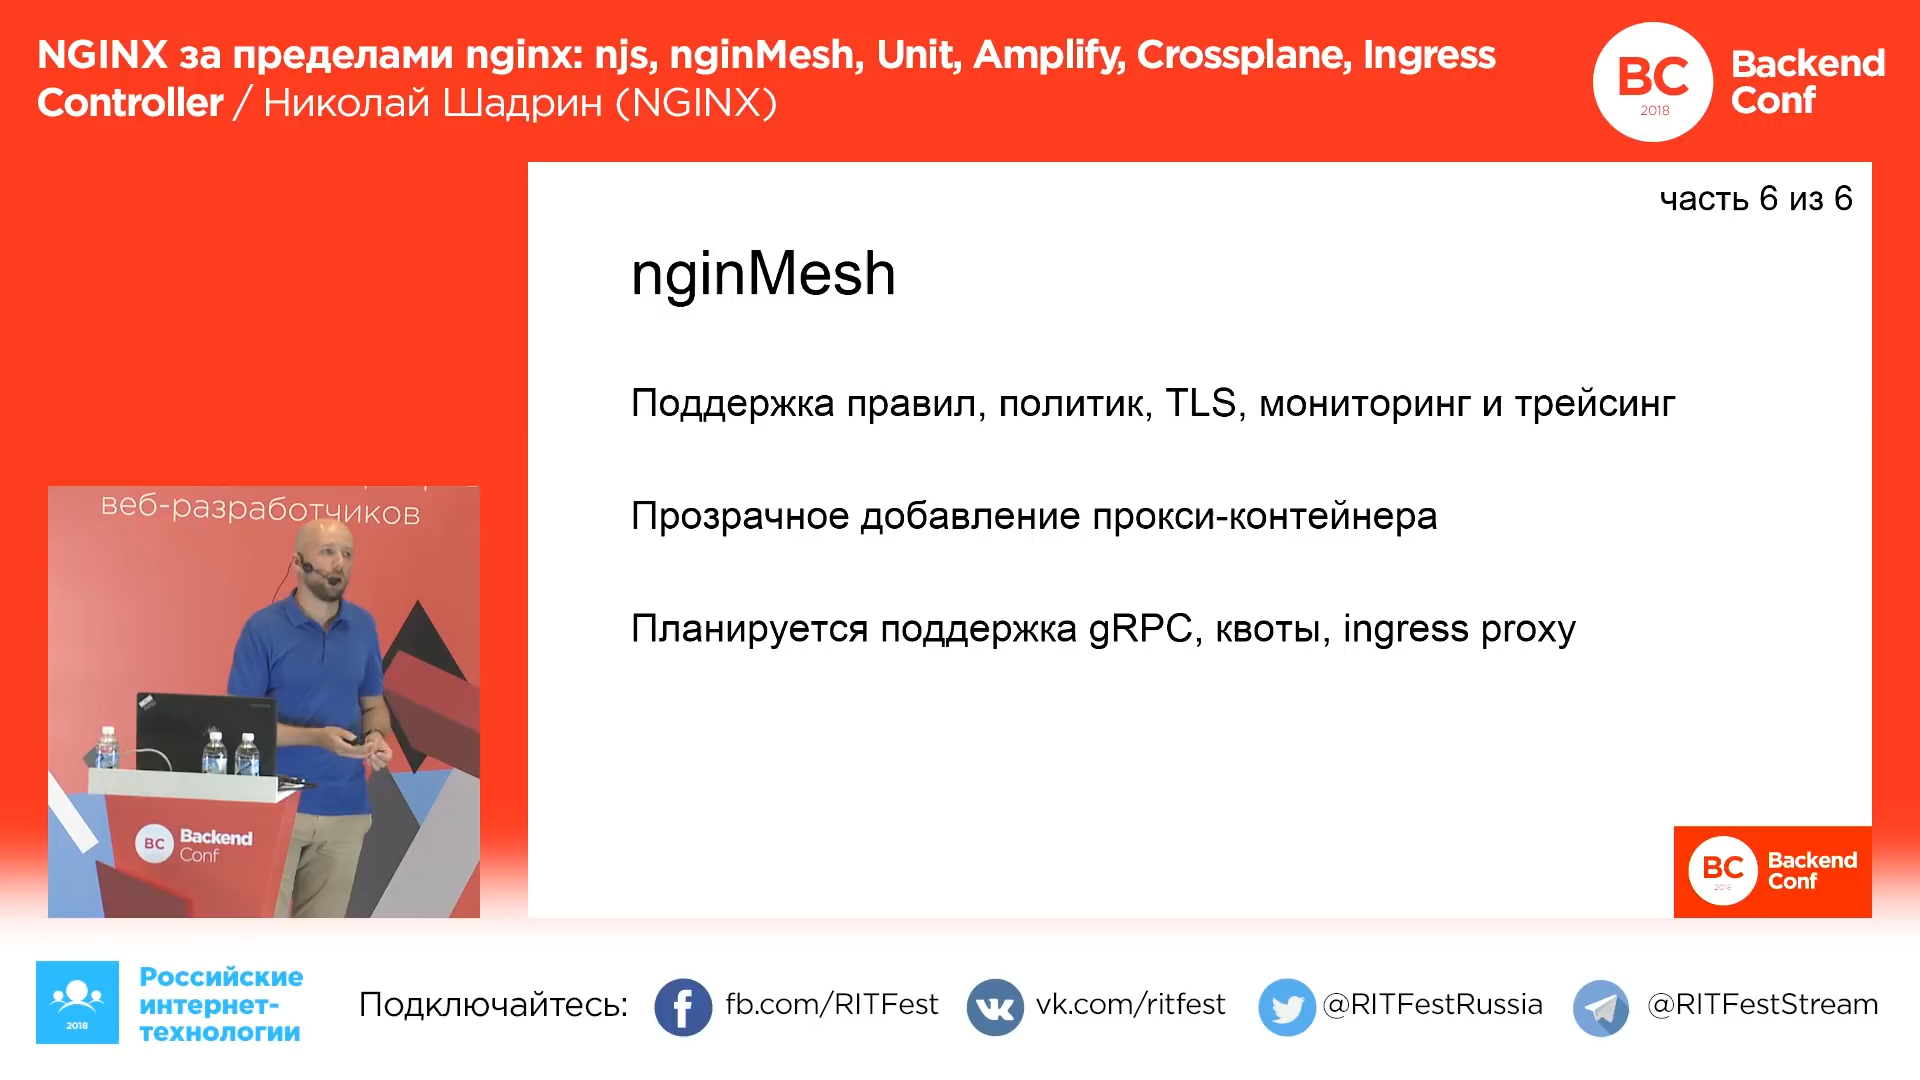 NGINX за пределами nginx: njs, nginMesh, Unit, Amplify, Crossplane, Ingress
Controller / Николай Шадрин (NGINX)
BC
2018
Backend
Conf
часть 6 из 6
nginMesh
Поддержка правил, политик, TLS, мониторинг и трейсинг
Прозрачное добавление прокси-контейнера
Планируется поддержка gRPC, квоты, ingress proxy
веб-разработчиков
BC
Backend
Conf
BC
2018
Backend
Conf
2018
Российские
интернет-
технологии
Подключайтесь:
fb.com/RITFest
vk.com/ritfest
@RITFestRussia
@RITFestStream